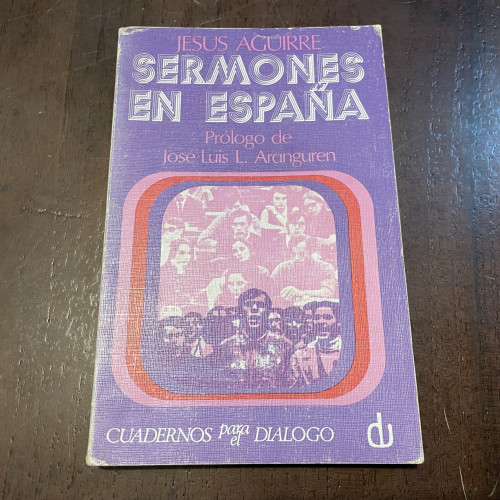 JESUS AGUIRRE
SERMONES
EN ESPAÑA
Prólogo de
José Luis L. Aranguren
CUADERNOS para el DIALOGO